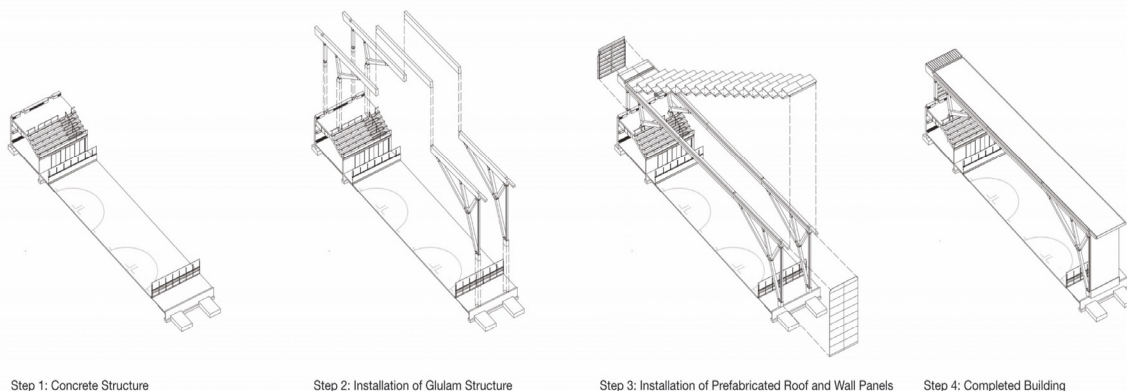 Step 1: Concrete Structure
Step 2: Installation of Glulam Structure
Step 3: Installation of Prefabricated Roof and Wall Panels
Step 4: Completed Building